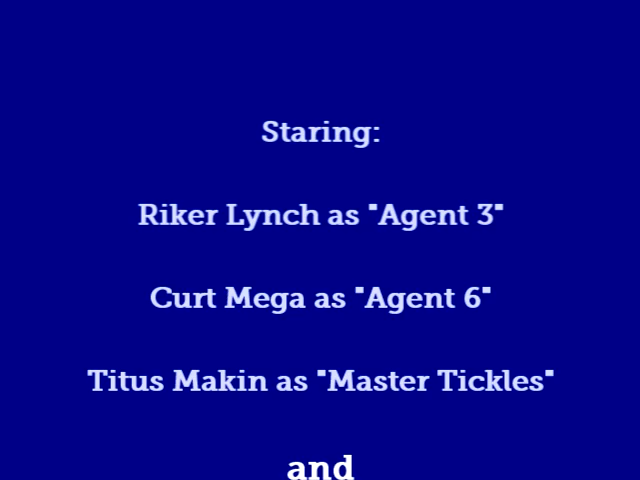 Staring:
Riker Lynch as "Agent 3"
Curt Mega as "Agent 6"
Titus Makin as "Master Tickles"
and